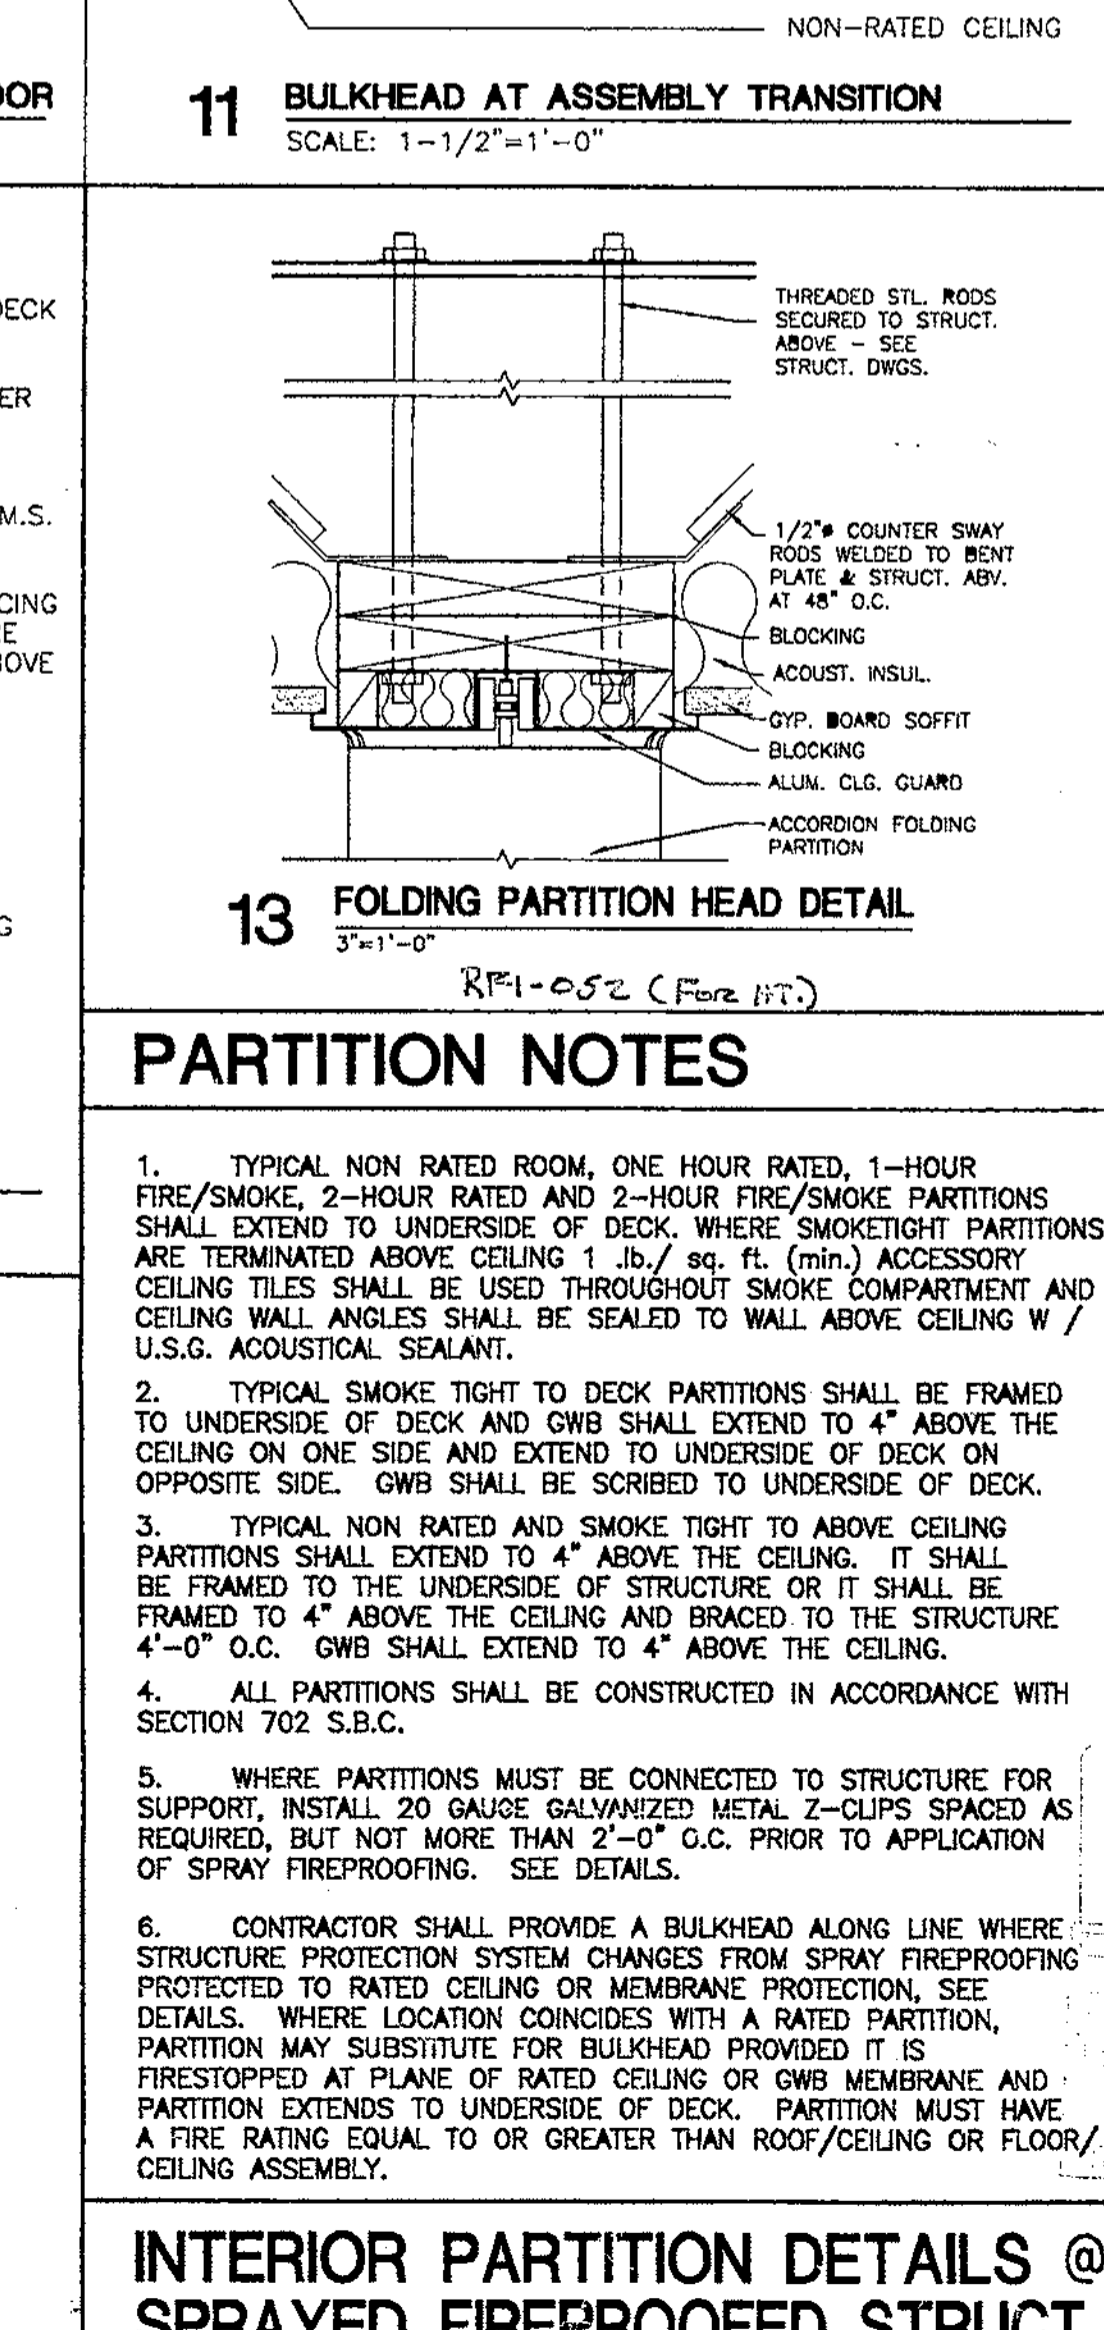 NON-RATED CEILING
OOR
11 BULKHEAD AT ASSEMBLY TRANSITION
SCALE: 1-1/2"=1'-0"
DECK
ER
M.S.
CING
E
BOVE
G
THREADED STL. RODS
SECURED TO STRUCT.
ABOVE - SEE
STRUCT. DWGS.
1/2"ø COUNTER SWAY
RODS WELDED TO BENT
PLATE & STRUCT. ABV.
AT 48" O.C.
BLOCKING
ACOUST. INSUL.
GYP. BOARD SOFFIT
BLOCKING
ALUM. CLG. GUARD
ACCORDION FOLDING
PARTITION
13 FOLDING PARTITION HEAD DETAIL
3"=1'-0"
RFI-052 (FOR HT.)
PARTITION NOTES
1. TYPICAL NON RATED ROOM, ONE HOUR RATED, 1-HOUR
FIRE/SMOKE, 2-HOUR RATED AND 2-HOUR FIRE/SMOKE PARTITIONS
SHALL EXTEND TO UNDERSIDE OF DECK. WHERE SMOKETIGHT PARTITIONS
ARE TERMINATED ABOVE CEILING 1 .lb./ sq. ft. (min.) ACCESSORY
CEILING TILES SHALL BE USED THROUGHOUT SMOKE COMPARTMENT AND
CEILING WALL ANGLES SHALL BE SEALED TO WALL ABOVE CEILING W /
U.S.G. ACOUSTICAL SEALANT.
2. TYPICAL SMOKE TIGHT TO DECK PARTITIONS SHALL BE FRAMED
TO UNDERSIDE OF DECK AND GWB SHALL EXTEND TO 4" ABOVE THE
CEILING ON ONE SIDE AND EXTEND TO UNDERSIDE OF DECK ON
OPPOSITE SIDE. GWB SHALL BE SCRIBED TO UNDERSIDE OF DECK.
3. TYPICAL NON RATED AND SMOKE TIGHT TO ABOVE CEILING
PARTITIONS SHALL EXTEND TO 4" ABOVE THE CEILING. IT SHALL
BE FRAMED TO THE UNDERSIDE OF STRUCTURE OR IT SHALL BE
FRAMED TO 4" ABOVE THE CEILING AND BRACED TO THE STRUCTURE
4'-0" O.C. GWB SHALL EXTEND TO 4" ABOVE THE CEILING.
4. ALL PARTITIONS SHALL BE CONSTRUCTED IN ACCORDANCE WITH
SECTION 702 S.B.C.
5. WHERE PARTITIONS MUST BE CONNECTED TO STRUCTURE FOR
SUPPORT, INSTALL 20 GAUGE GALVANIZED METAL Z-CLIPS SPACED AS
REQUIRED, BUT NOT MORE THAN 2'-0" O.C. PRIOR TO APPLICATION
OF SPRAY FIREPROOFING. SEE DETAILS.
6. CONTRACTOR SHALL PROVIDE A BULKHEAD ALONG LINE WHERE
STRUCTURE PROTECTION SYSTEM CHANGES FROM SPRAY FIREPROOFING
PROTECTED TO RATED CEILING OR MEMBRANE PROTECTION, SEE
DETAILS. WHERE LOCATION COINCIDES WITH A RATED PARTITION,
PARTITION MAY SUBSTITUTE FOR BULKHEAD PROVIDED IT IS
FIRESTOPPED AT PLANE OF RATED CEILING OR GWB MEMBRANE AND
PARTITION EXTENDS TO UNDERSIDE OF DECK. PARTITION MUST HAVE
A FIRE RATING EQUAL TO OR GREATER THAN ROOF/CEILING OR FLOOR/
CEILING ASSEMBLY.
INTERIOR PARTITION DETAILS @
SPRAYED FIREPROOFED STRUCT